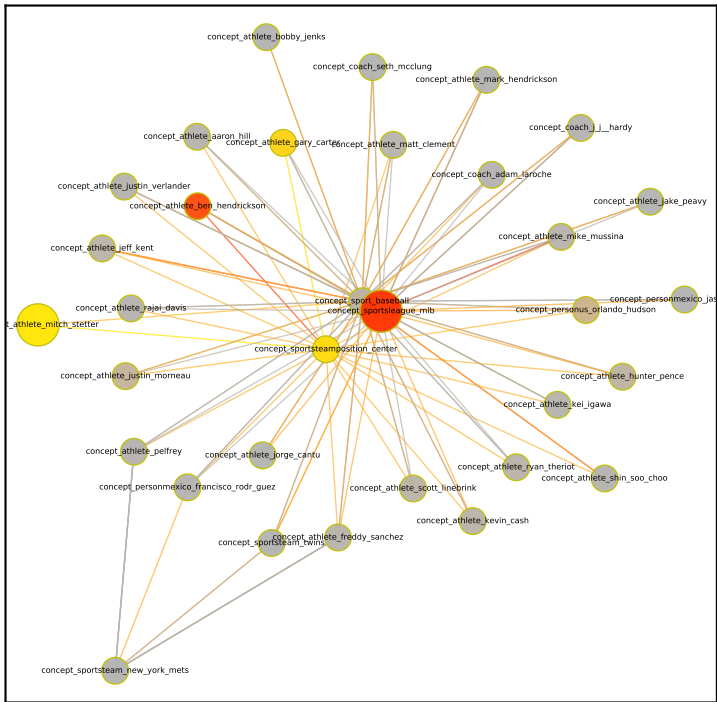 concept_athlete_bobby_jenks
concept_coach_seth_mcclung
concept_athlete_mark_hendrickson
concept_coach_j_j__hardy
concept_athlete_aaron_hill
concept_athlete_gary_carter
concept_athlete_matt_clement
concept_coach_adam_laroche
concept_athlete_justin_verlander
concept_athlete_jake_peavy
concept_athlete_ben_hendrickson
concept_athlete_mike_mussina
concept_athlete_jeff_kent
concept_sport_baseball
concept_personmexico_jas
concept_athlete_rajai_davis
concept_sportsleague_mlb
concept_personus_orlando_hudson
t_athlete_mitch_stetter
concept_sportsteamposition_center
concept_athlete_justin_morneau
concept_athlete_hunter_pence
concept_athlete_kei_igawa
concept_athlete_pelfrey
concept_athlete_jorge_cantu
concept_athlete_ryan_theriot
concept_athlete_shin_soo_choo
concept_personmexico_francisco_rodr_guez
concept_athlete_scott_linebrink
concept_athlete_kevin_cash
concept_sportsteam_twins
concept_athlete_freddy_sanchez
concept_sportsteam_new_york_mets